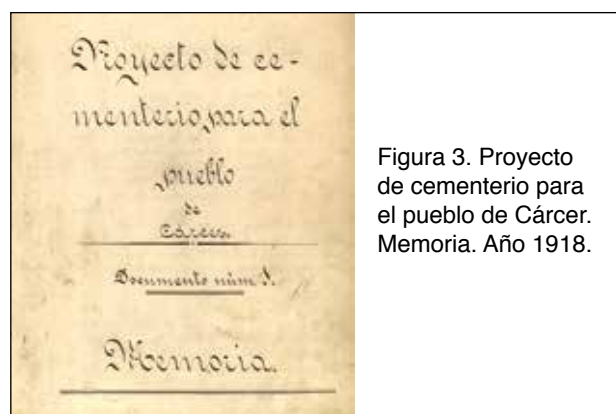 Proyecto de ce-
menterio para el
pueblo
de
Cárcer.
Documento núm 1.
Memoria.
Figura 3. Proyecto
de cementerio para
el pueblo de Cárcer.
Memoria. Año 1918.